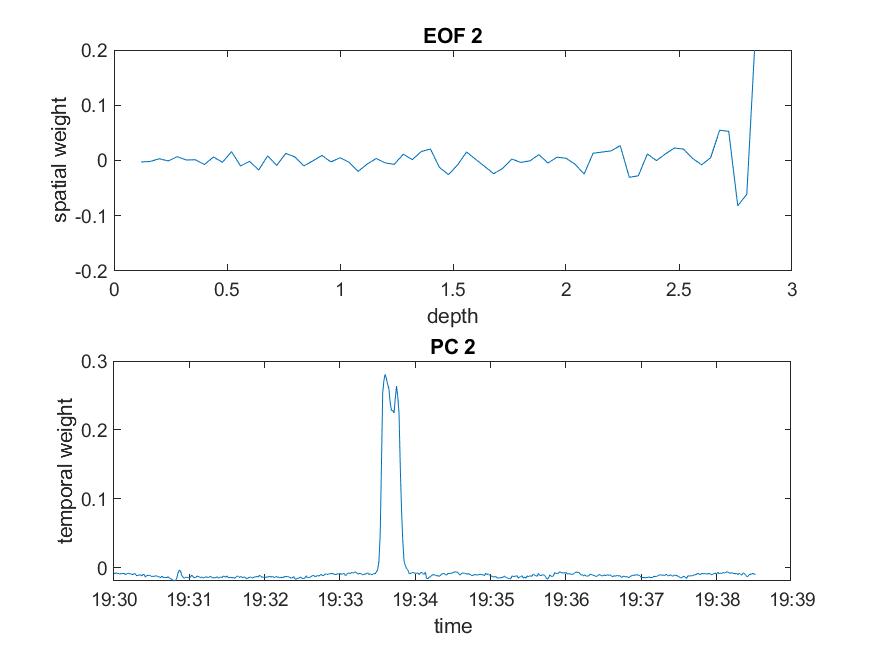 EOF 2
0.2
0.1
0
-0.1
-0.2
spatial weight
0 0.5 1 1.5 2 2.5 3
depth
PC 2
0.3
0.2
0.1
0
temporal weight
19:30 19:31 19:32 19:33 19:34 19:35 19:36 19:37 19:38 19:39
time